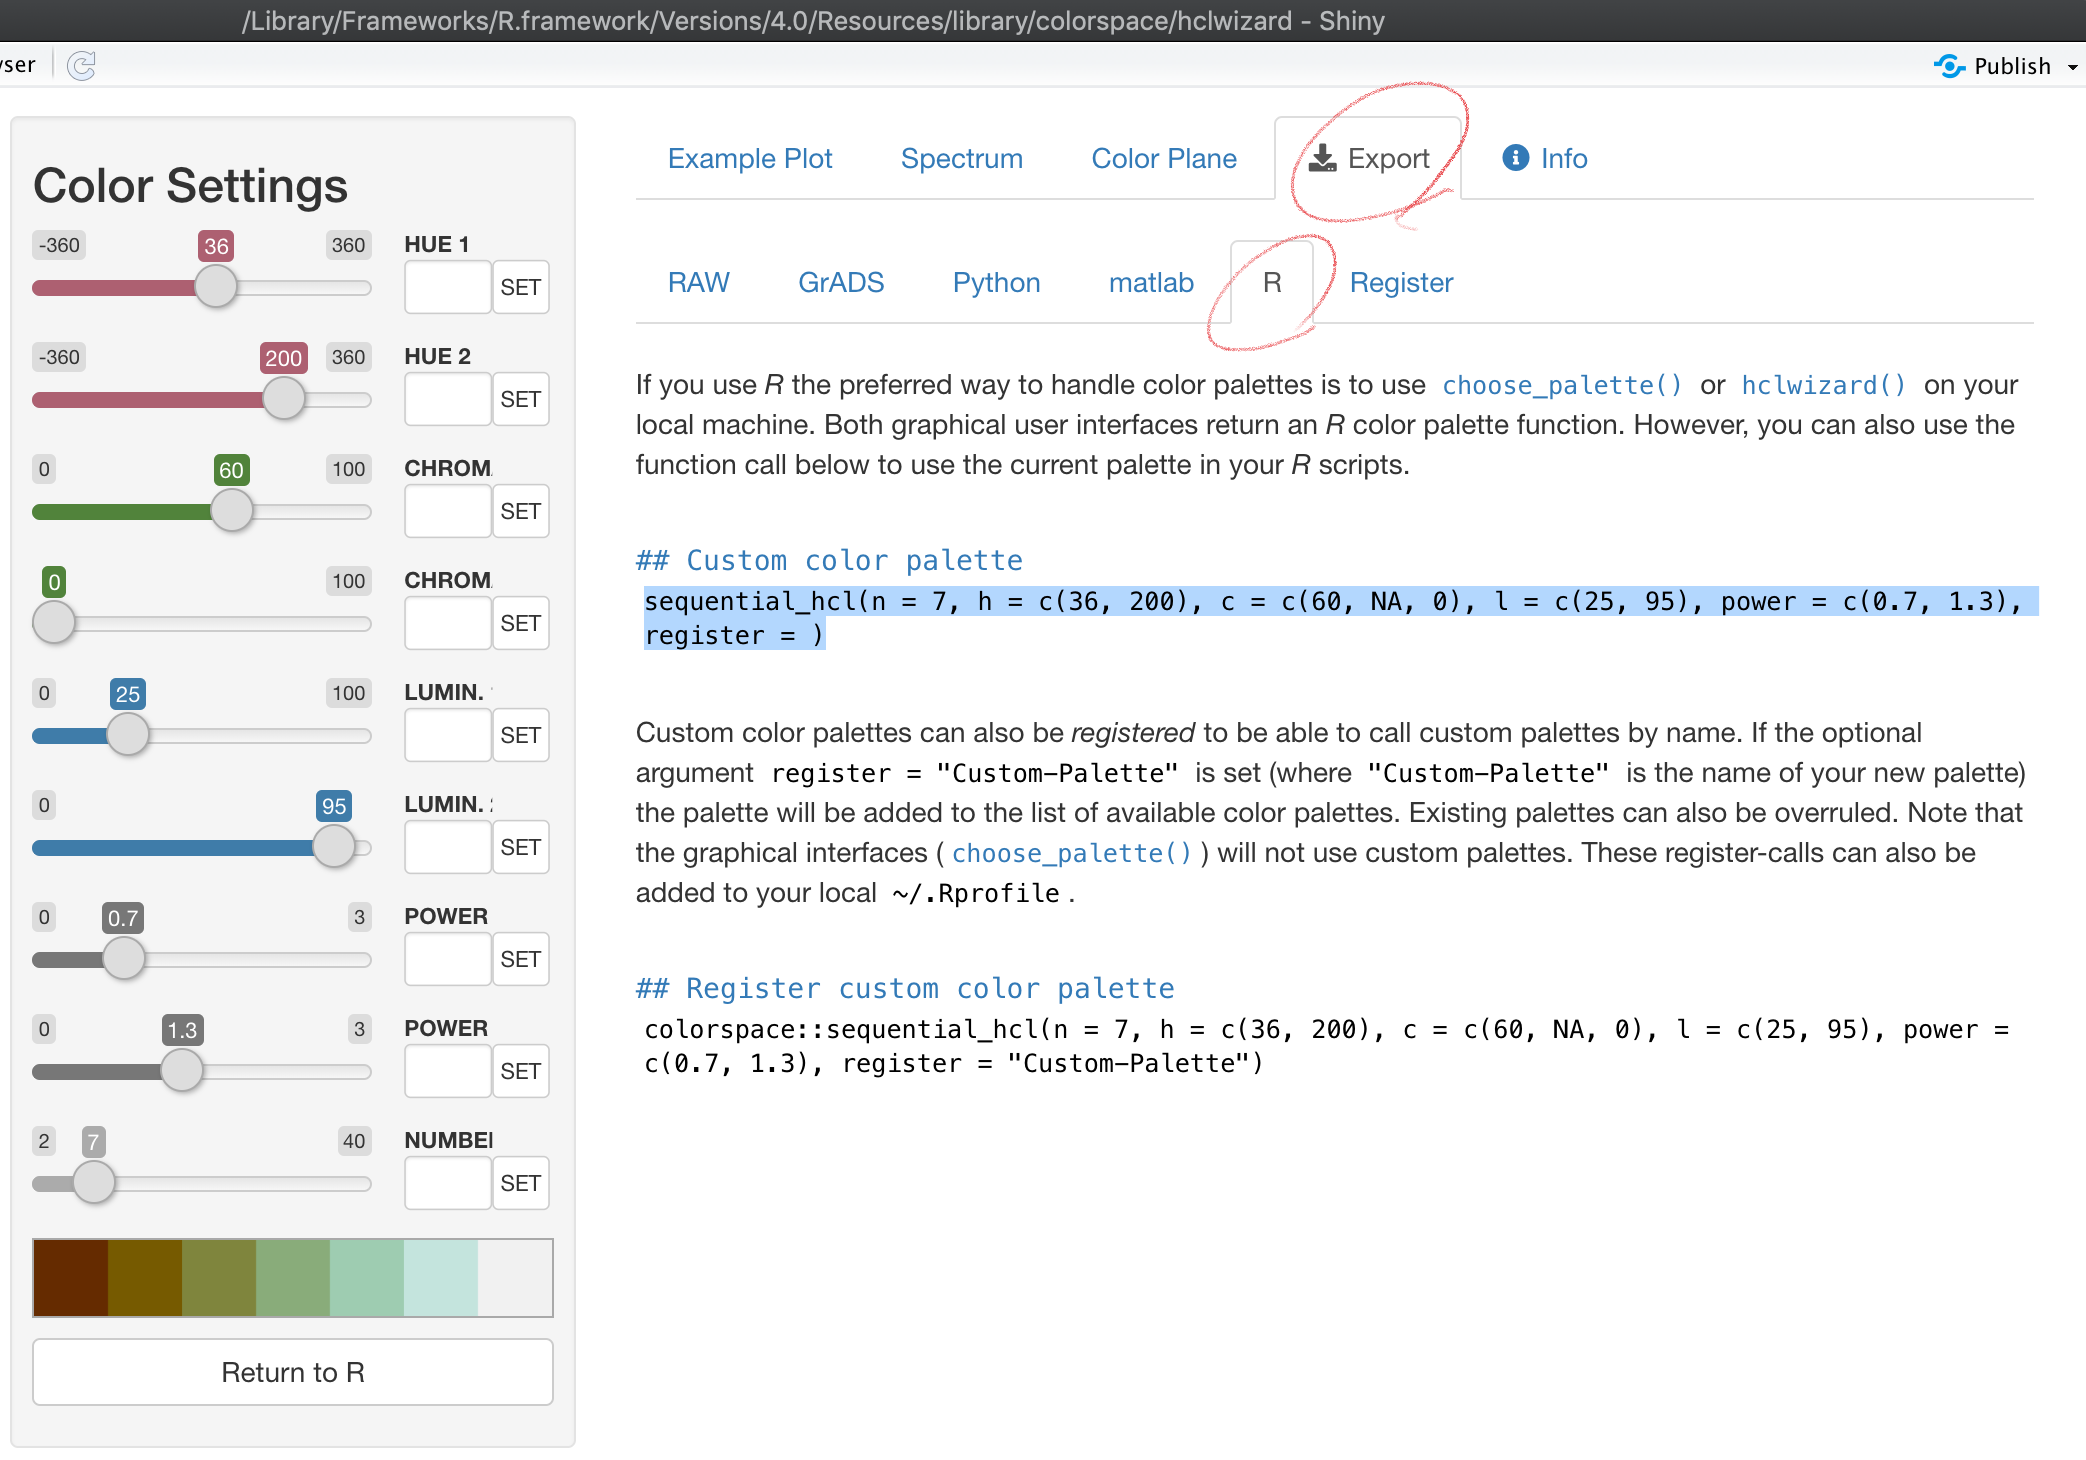 /Library/Frameworks/R.framework/Versions/4.0/Resources/library/colorspace/hclwizard - Shiny
ser
Publish
Color Settings
-360 36 360 HUE 1
SET
-360 200 360 HUE 2
SET
0 60 100 CHROM
SET
0 100 CHROM
SET
0 25 100 LUMIN.
SET
0 95 LUMIN.
SET
0 0.7 3 POWER
SET
0 1.3 3 POWER
SET
2 7 40 NUMBE
SET
Return to R
Example Plot Spectrum Color Plane Export Info
RAW GrADS Python matlab R Register
If you use R the preferred way to handle color palettes is to use choose_palette() or hclwizard() on your
local machine. Both graphical user interfaces return an R color palette function. However, you can also use the
function call below to use the current palette in your R scripts.
## Custom color palette
sequential_hcl(n = 7, h = c(36, 200), c = c(60, NA, 0), l = c(25, 95), power = c(0.7, 1.3),
register = )
Custom color palettes can also be registered to be able to call custom palettes by name. If the optional
argument register = "Custom-Palette" is set (where "Custom-Palette" is the name of your new palette)
the palette will be added to the list of available color palettes. Existing palettes can also be overruled. Note that
the graphical interfaces ( choose_palette() ) will not use custom palettes. These register-calls can also be
added to your local ~/.Rprofile .
## Register custom color palette
colorspace::sequential_hcl(n = 7, h = c(36, 200), c = c(60, NA, 0), l = c(25, 95), power =
c(0.7, 1.3), register = "Custom-Palette")